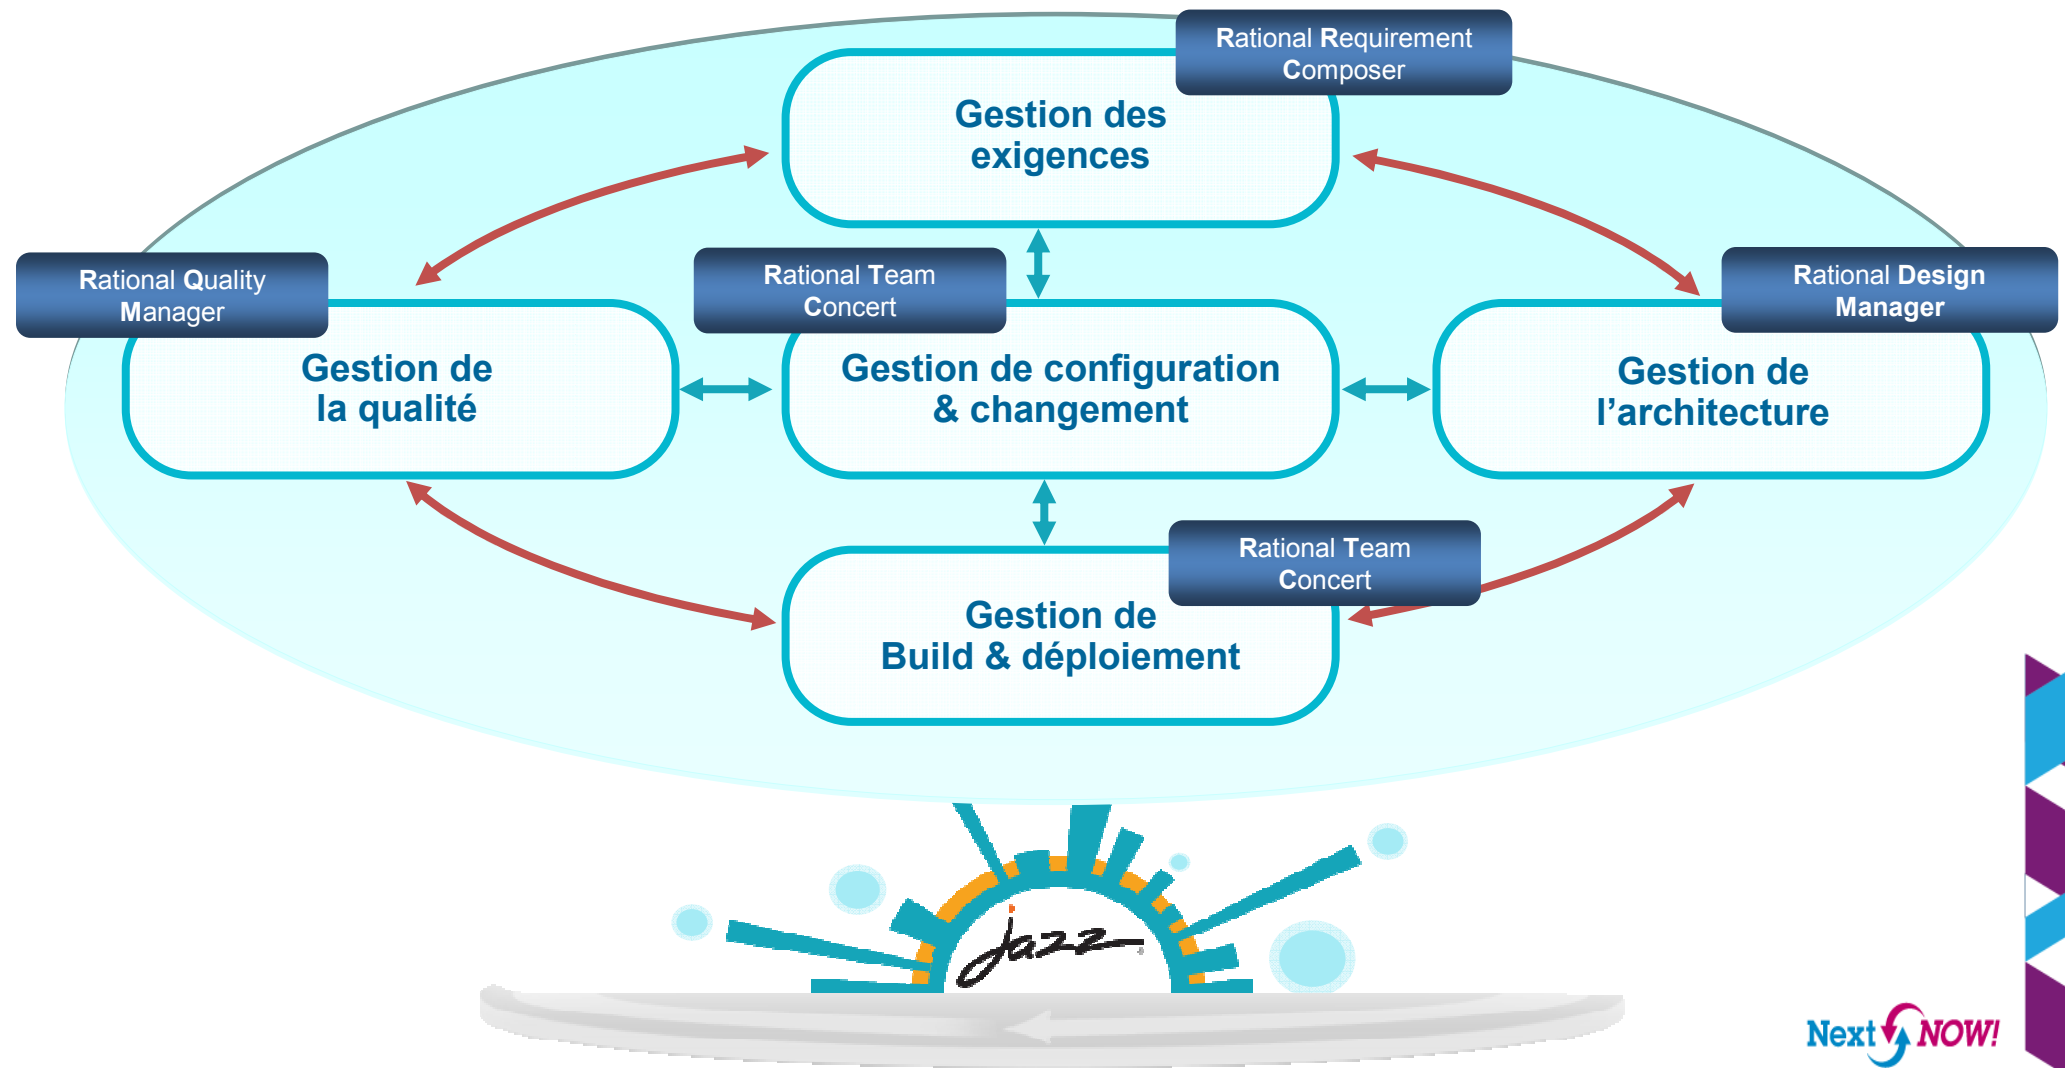 Rational Requirement
Composer
Gestion des
exigences
Rational Quality
Manager
Rational Team
Concert
Rational Design
Manager
Gestion de
la qualité
Gestion de configuration
& changement
Gestion de
l’architecture
Rational Team
Concert
Gestion de
Build & déploiement
jazz
Next NOW!